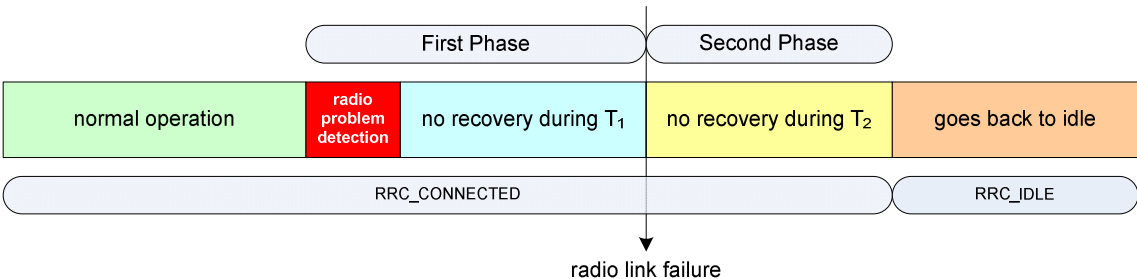 First Phase
Second Phase
normal operation
radio
problem
detection
no recovery during T₁
no recovery during T₂
goes back to idle
RRC_CONNECTED
RRC_IDLE
radio link failure